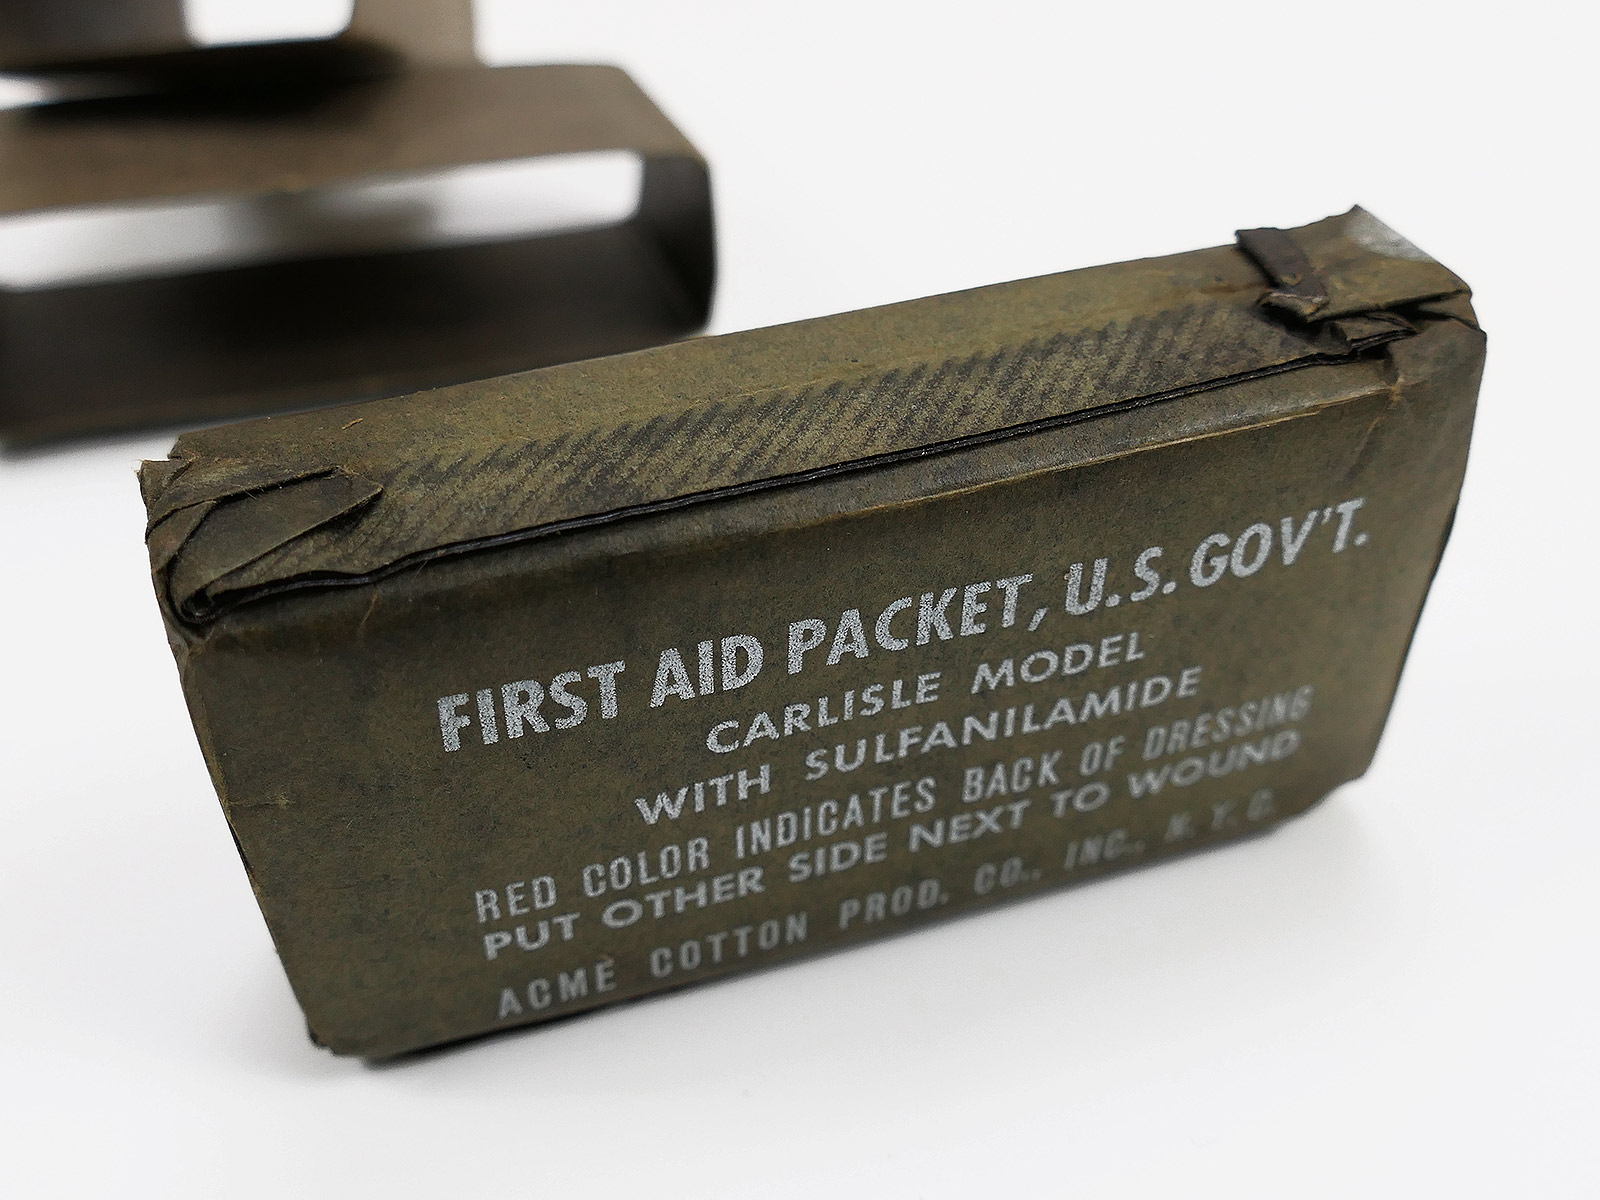 FIRST AID PACKET, U.S. GOV'T.
CARLISLE MODEL
WITH SULFANILAMIDE
RED COLOR INDICATES BACK OF DRESSING
PUT OTHER SIDE NEXT TO WOUND
ACME COTTON PROD. CO., INC., N.Y.C.